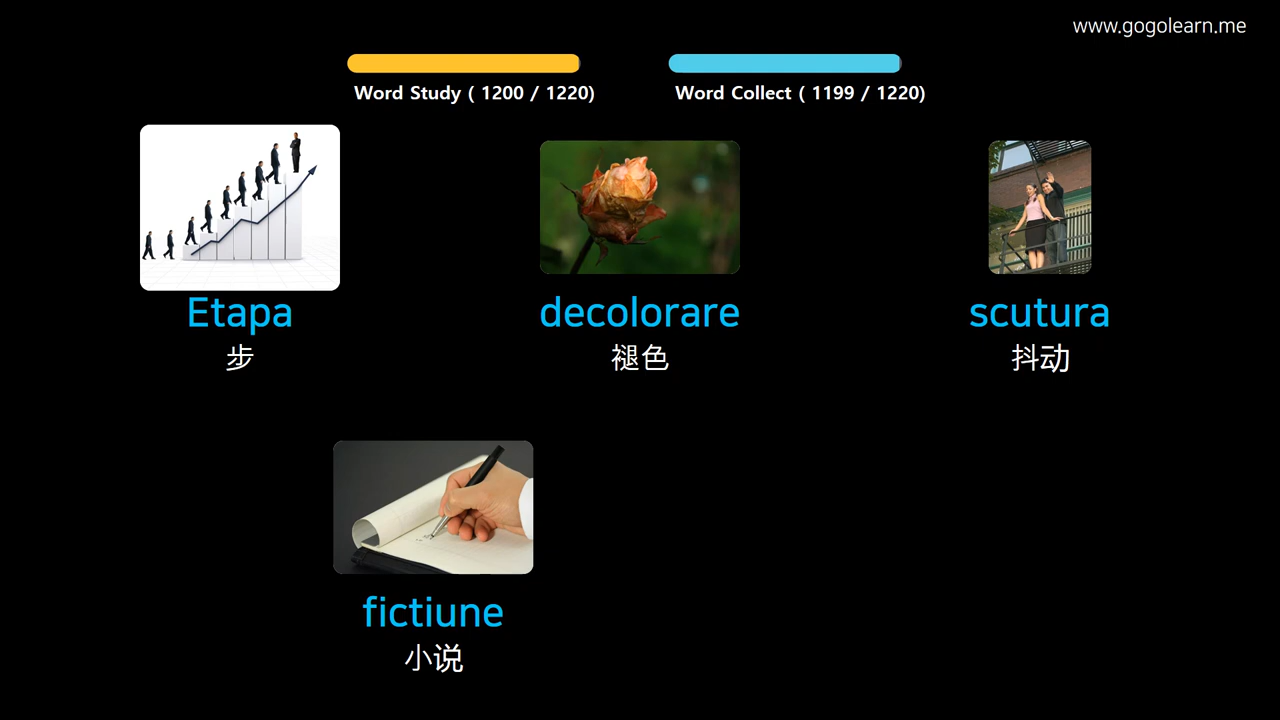 www.gogolearn.me
Word Study ( 1200 / 1220)
Word Collect ( 1199 / 1220)
Etapa
步
decolorare
褪色
scutura
抖动
fictiune
小说